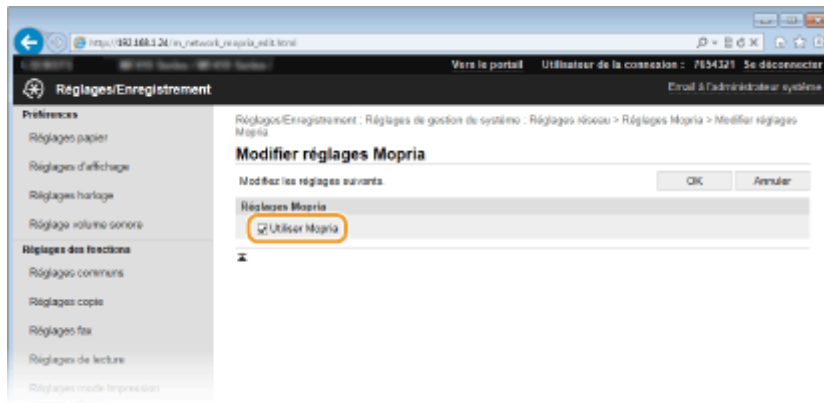 http://192.168.1.24/m_network_mopria_edit.html
Vers le portail Utilisateur de la connexion : 7654321 Se déconnecter
Réglages/Enregistrement Email à l'administrateur système
Préférences
Réglages papier
Réglages d'affichage
Réglages horloge
Réglage volume sonore
Réglages des fonctions
Réglages communs
Réglages copie
Réglages fax
Réglages de lecture
Réglages mode Impression
Réglages/Enregistrement : Réglages de gestion du système : Réglages réseau > Réglages Mopria > Modifier réglages
Mopria
Modifier réglages Mopria
Modifiez les réglages suivants. OK Annuler
Réglages Mopria
Utiliser Mopria